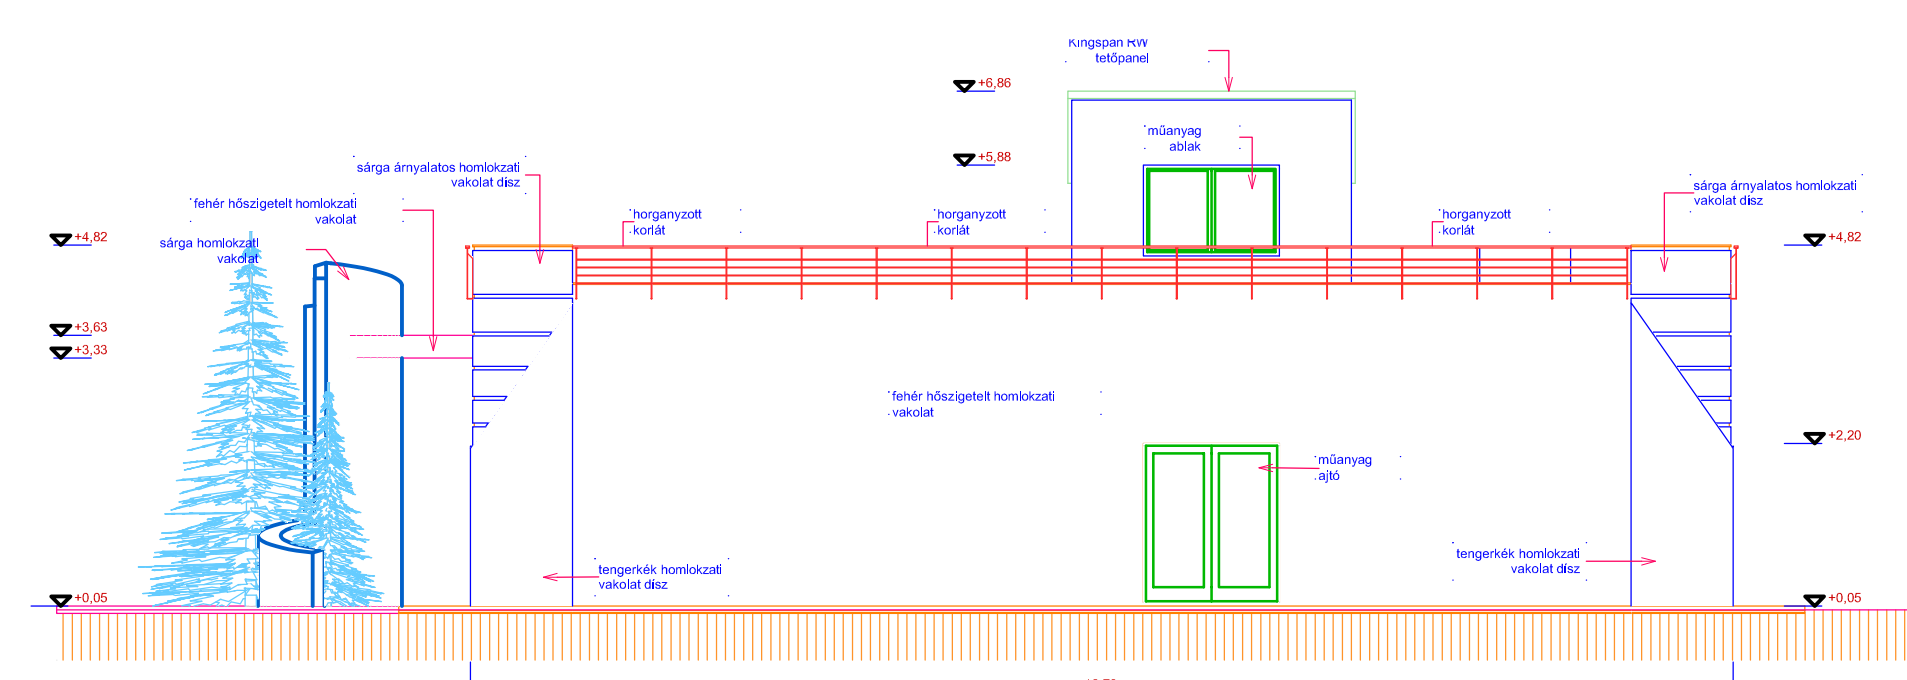 Kingspan RW
tetőpanel
+6,86
műanyag
ablak
+5,88
sárga árnyalatos homlokzati
vakolat dísz
sárga árnyalatos homlokzati
vakolat dísz
fehér hőszigetelt homlokzati
vakolat
horganyzott
korlát
horganyzott
korlát
horganyzott
korlát
+4,82
sárga homlokzati
vakolat
+4,82
+3,63
+3,33
fehér hőszigetelt homlokzati
vakolat
+2,20
műanyag
ajtó
tengerkék homlokzati
vakolat dísz
tengerkék homlokzati
vakolat dísz
+0,05
+0,05